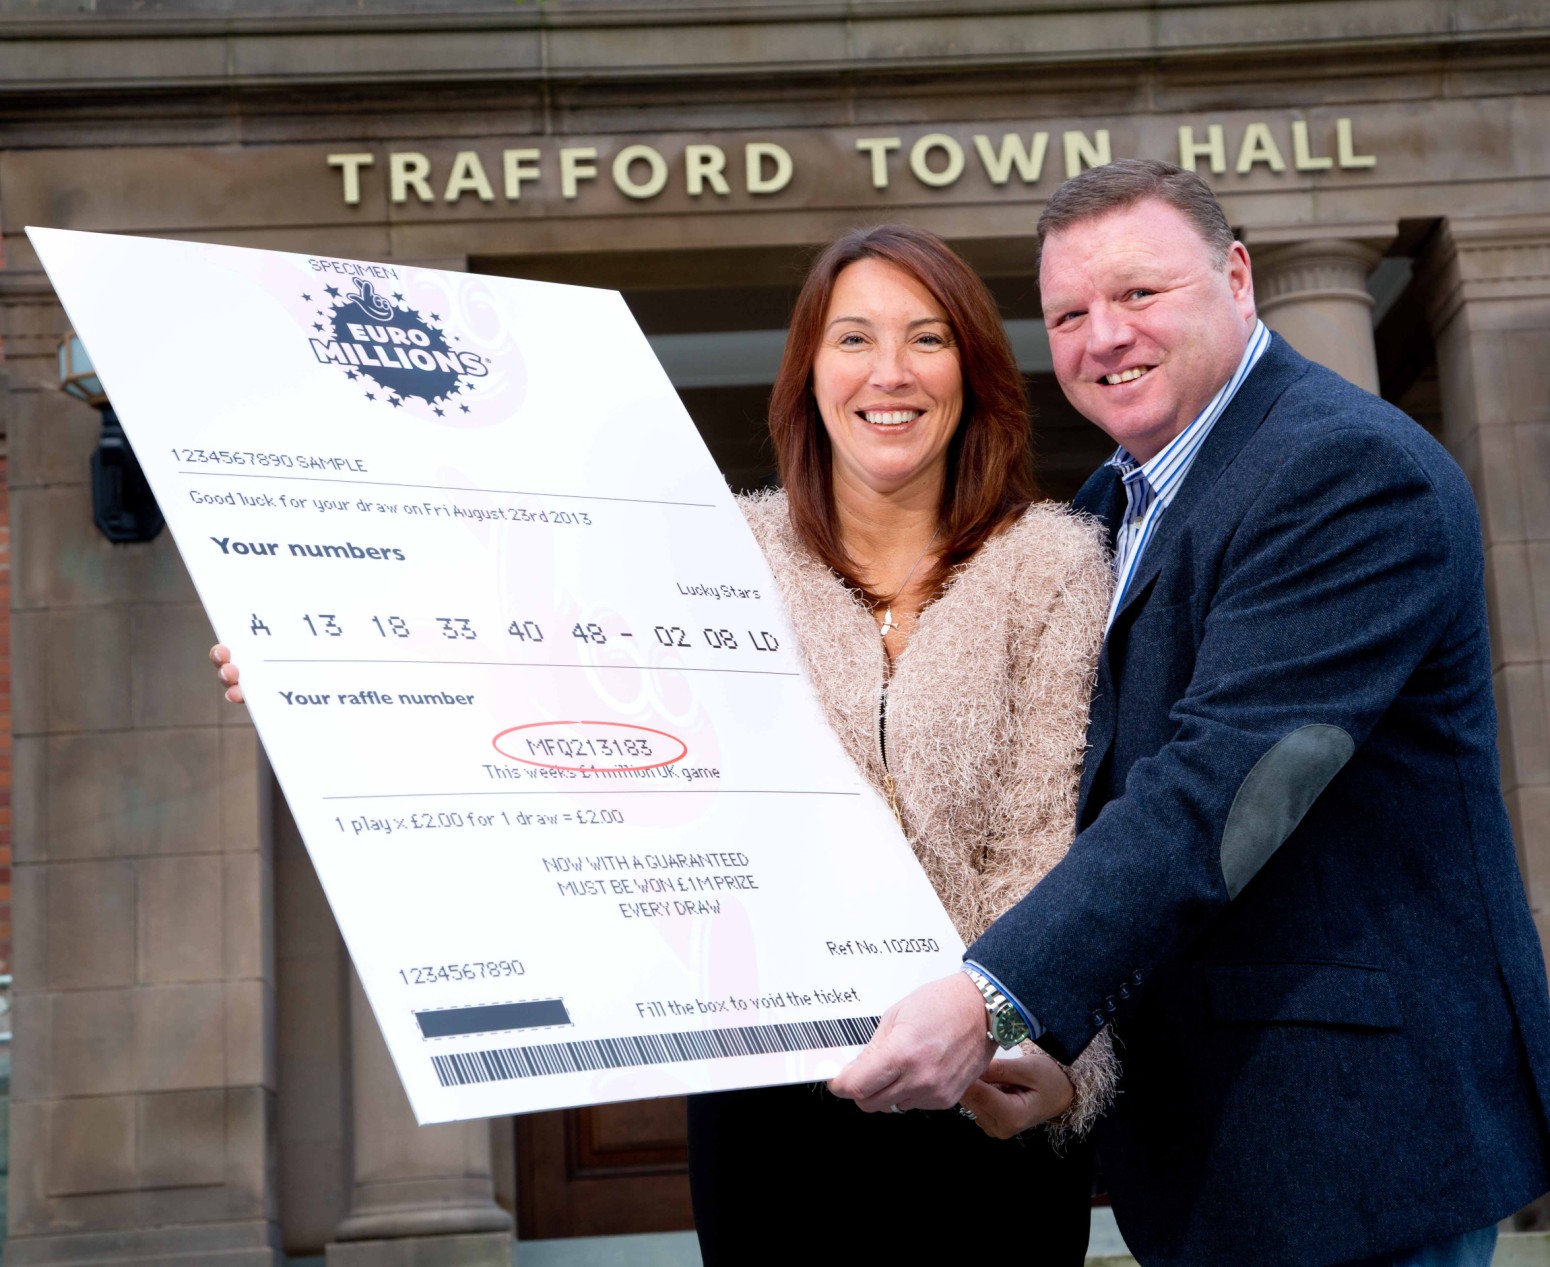 TRAFFORD TOWN HALL
SPECIMEN
EURO
MILLIONS®
1234567890 SAMPLE
Good luck for your draw on Fri August 23rd 2013
Your numbers
Lucky Stars
A 13 18 33 40 48 - 02 08 LD
Your raffle number
MFQ213183
This weeks £1 million UK game
1 play x £2.00 for 1 draw = £2.00
NOW WITH A GUARANTEED
MUST BE WON £1M PRIZE
EVERY DRAW
Ref No. 102030
1234567890
Fill the box to void the ticket